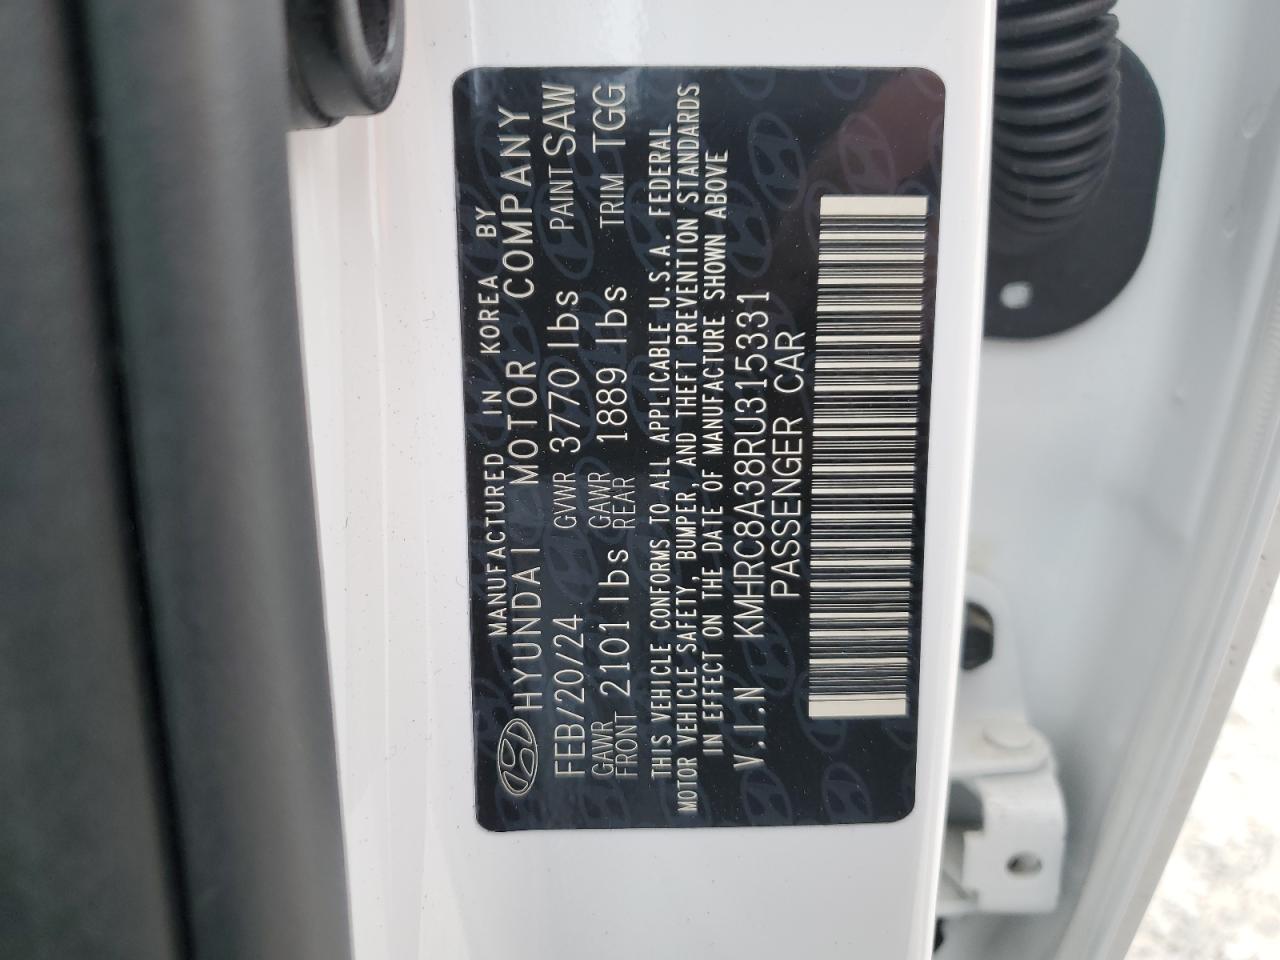 MANUFACTURED IN KOREA BY
HYUNDAI MOTOR COMPANY
FEB/20/24 GVWR 3770 lbs PAINT SAW
GAWR FRONT 2101 lbs GAWR REAR 1889 lbs TRIM TGG
THIS VEHICLE CONFORMS TO ALL APPLICABLE U.S.A. FEDERAL
MOTOR VEHICLE SAFETY, BUMPER, AND THEFT PREVENTION STANDARDS
IN EFFECT ON THE DATE OF MANUFACTURE SHOWN ABOVE
V.I.N KMHRC8A38RU315331
PASSENGER CAR